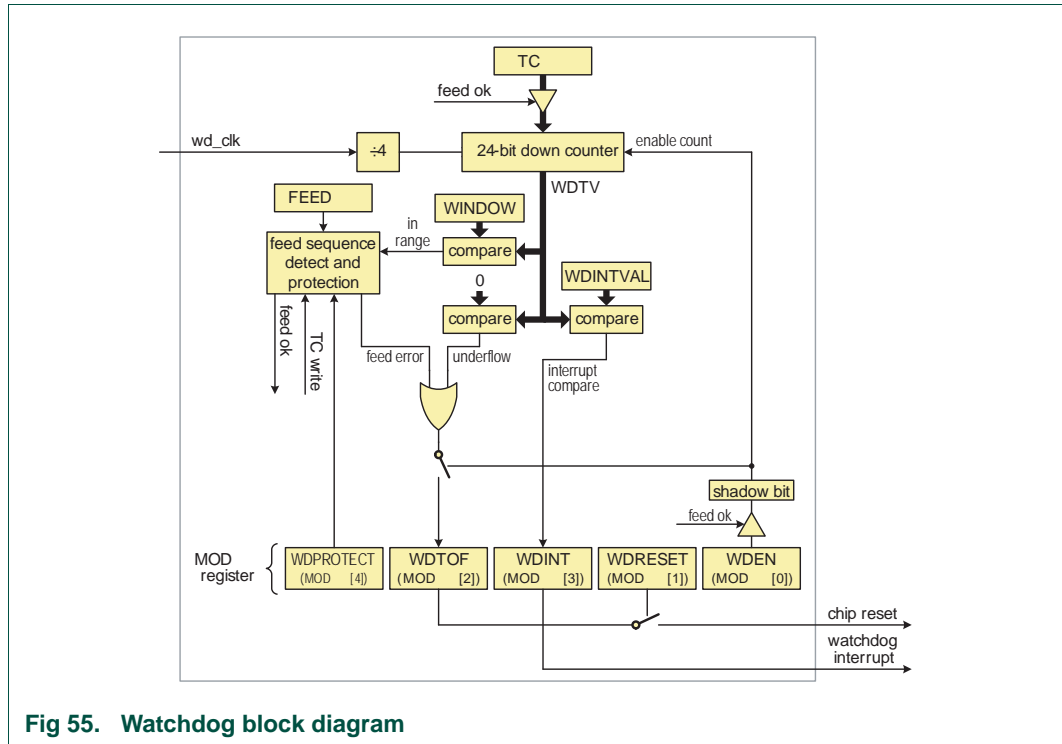 TC
feed ok
wd_clk
÷4
24-bit down counter
enable count
WDTV
FEED
WINDOW
in
range
feed sequence
detect and
protection
compare
WDINTVAL
0
compare
compare
feed ok
TC write
feed error
underflow
interrupt
compare
shadow bit
feed ok
MOD
register
WDPROTECT
(MOD [4])
WDTOF
(MOD [2])
WDINT
(MOD [3])
WDRESET
(MOD [1])
WDEN
(MOD [0])
chip reset
watchdog
interrupt
Fig 55. Watchdog block diagram